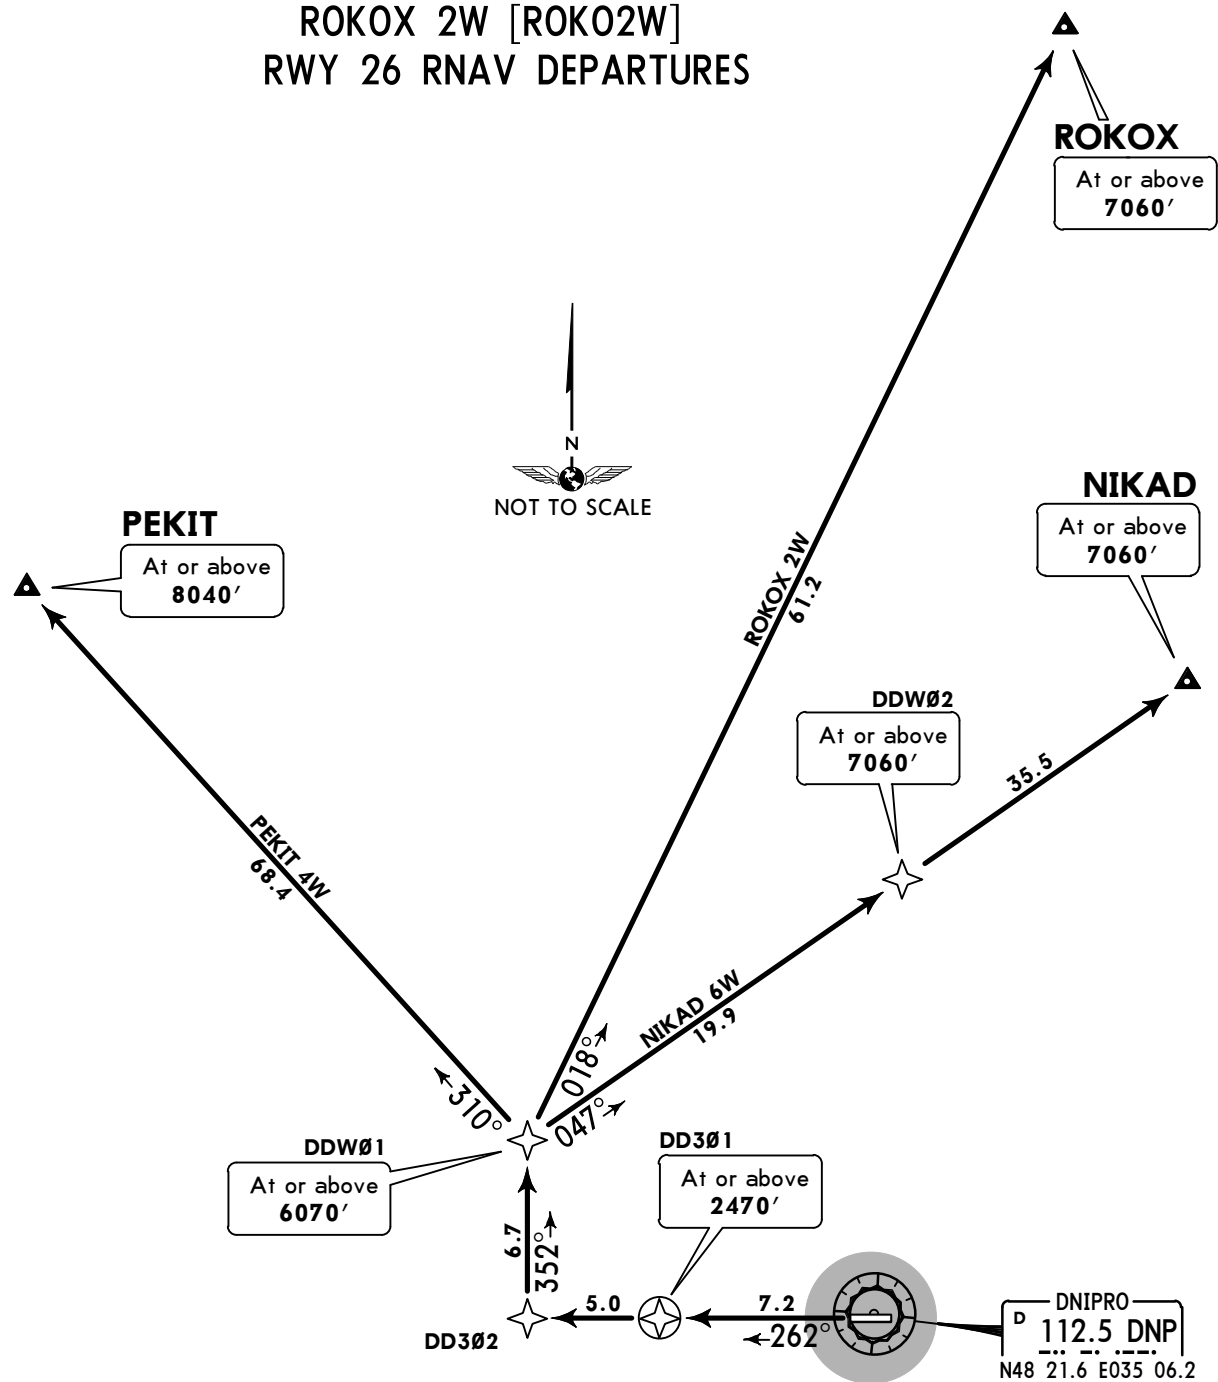 ROKOX 2W [ROKO2W]
RWY 26 RNAV DEPARTURES
ROKOX
At or above
7060′
N
NOT TO SCALE
NIKAD
At or above
7060′
PEKIT
At or above
8040′
ROKOX 2W
61.2
DDWØ2
At or above
7060′
35.5
PEKIT 4W
68.4
NIKAD 6W
19.9
018°
310°
047°
DDWØ1
At or above
6070′
DD3Ø1
At or above
2470′
6.7
352°
5.0
7.2
262°
DD3Ø2
DNIPRO
D 112.5 DNP
N48 21.6 E035 06.2